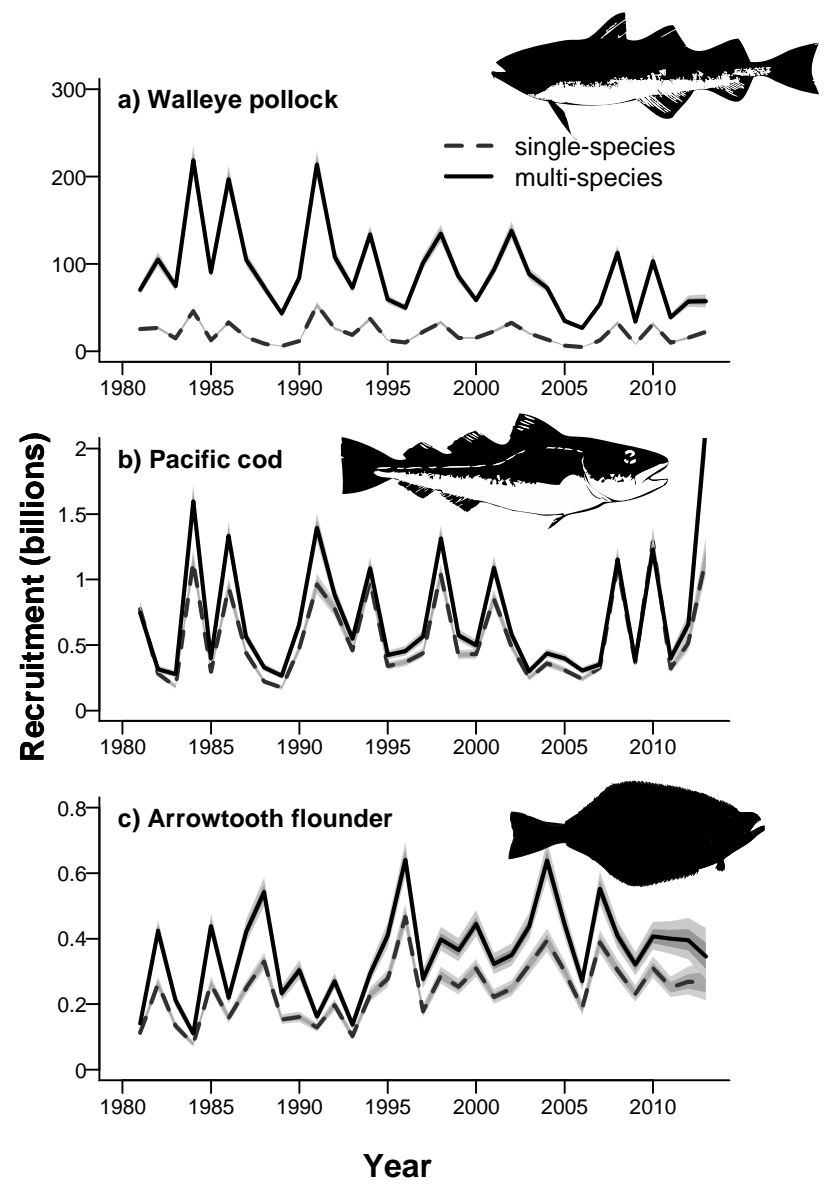 a) Walleye pollock
single-species
multi-species
300
200
100
0
1980 1985 1990 1995 2000 2005 2010
b) Pacific cod
2
1.5
1
0.5
0
1980 1985 1990 1995 2000 2005 2010
Recruitment (billions)
c) Arrowtooth flounder
0.8
0.6
0.4
0.2
0
1980 1985 1990 1995 2000 2005 2010
Year